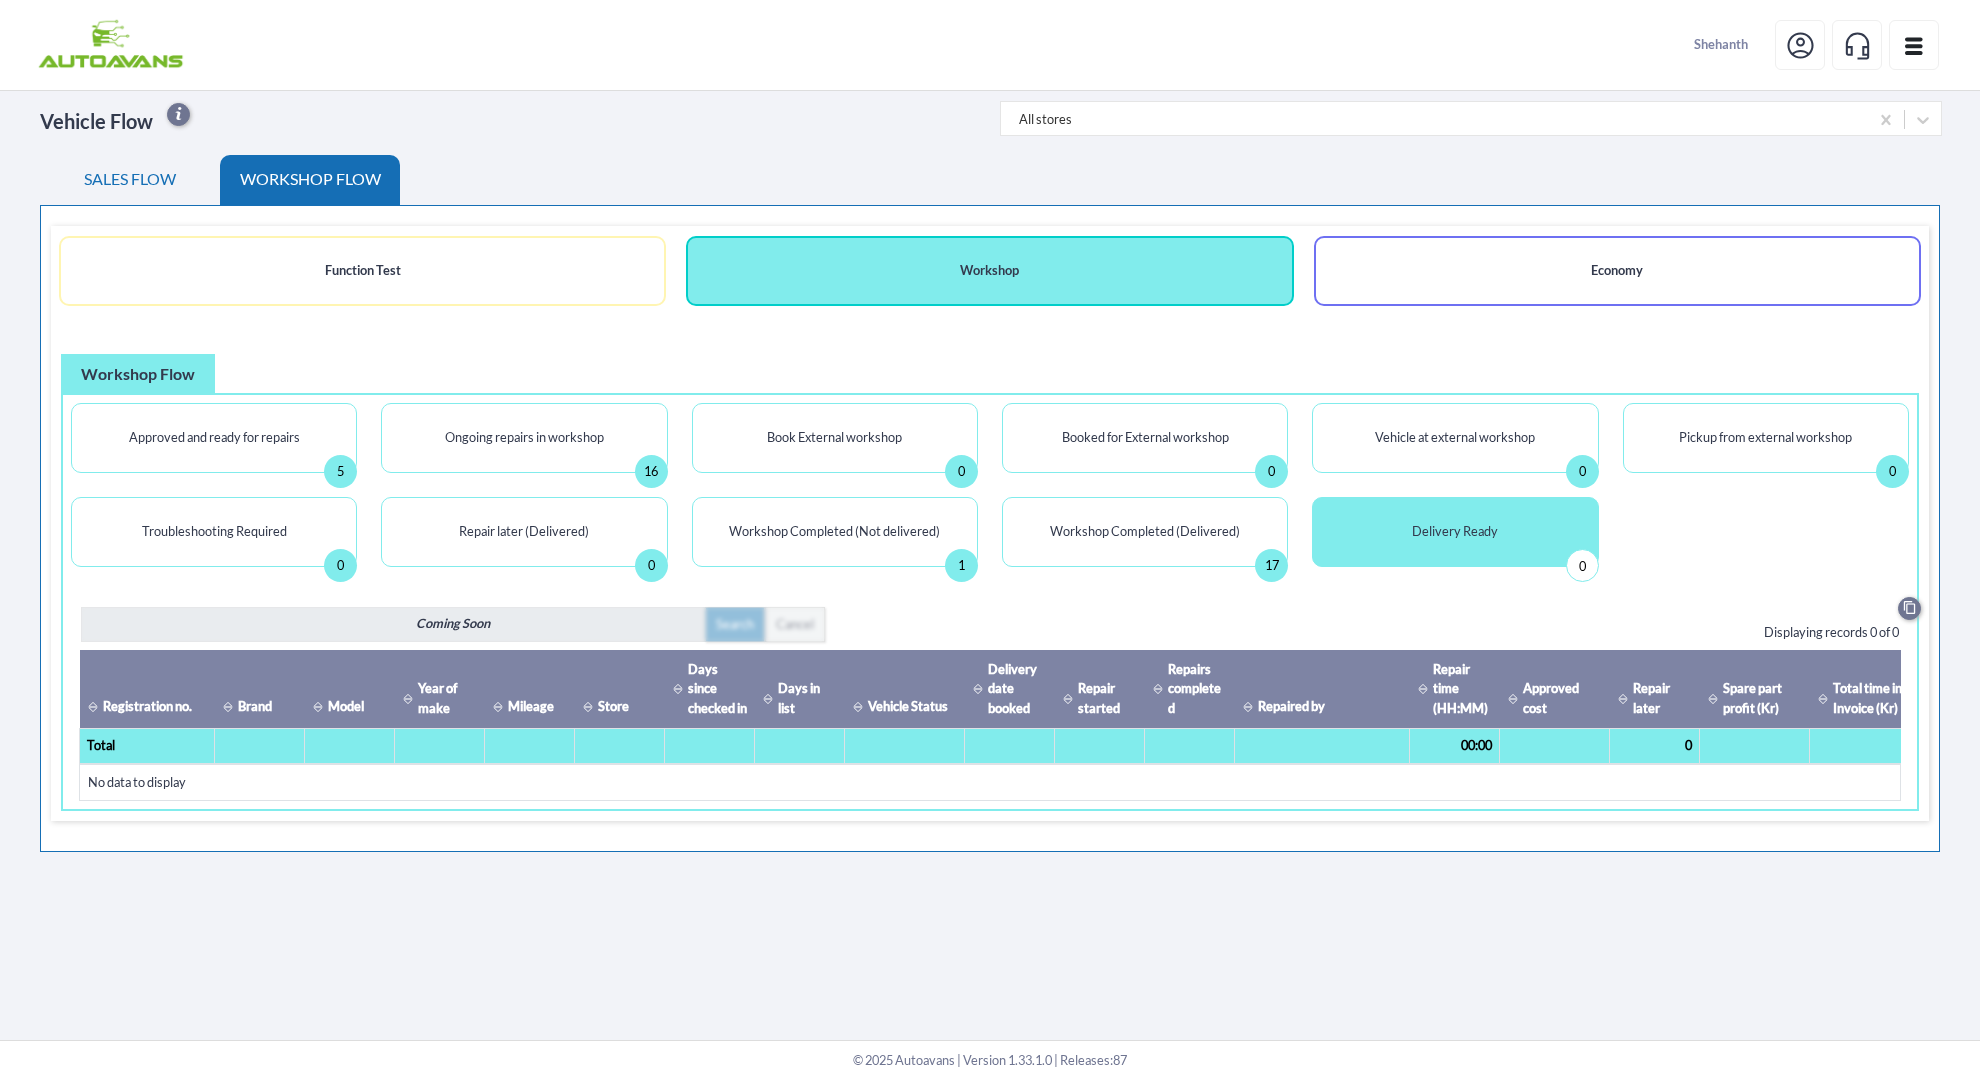 AUTOAVANS
Shehanth
Vehicle Flow
i
All stores
SALES FLOW
WORKSHOP FLOW
Function Test
Workshop
Economy
Workshop Flow
Approved and ready for repairs
5
Ongoing repairs in workshop
16
Book External workshop
0
Booked for External workshop
0
Vehicle at external workshop
0
Pickup from external workshop
0
Troubleshooting Required
0
Repair later (Delivered)
0
Workshop Completed (Not delivered)
1
Workshop Completed (Delivered)
17
Delivery Ready
0
Coming Soon
Search
Cancel
Displaying records 0 of 0
Registration no.
Brand
Model
Year of
make
Mileage
Store
Days
since
checked in
Days in
list
Vehicle Status
Delivery
date
booked
Repair
started
Repairs
complete
d
Repaired by
Repair
time
(HH:MM)
Approved
cost
Repair
later
Spare part
profit (Kr)
Total time in
Invoice (Kr)
Total
00:00
0
No data to display
© 2025 Autoavans | Version 1.33.1.0 | Releases:87